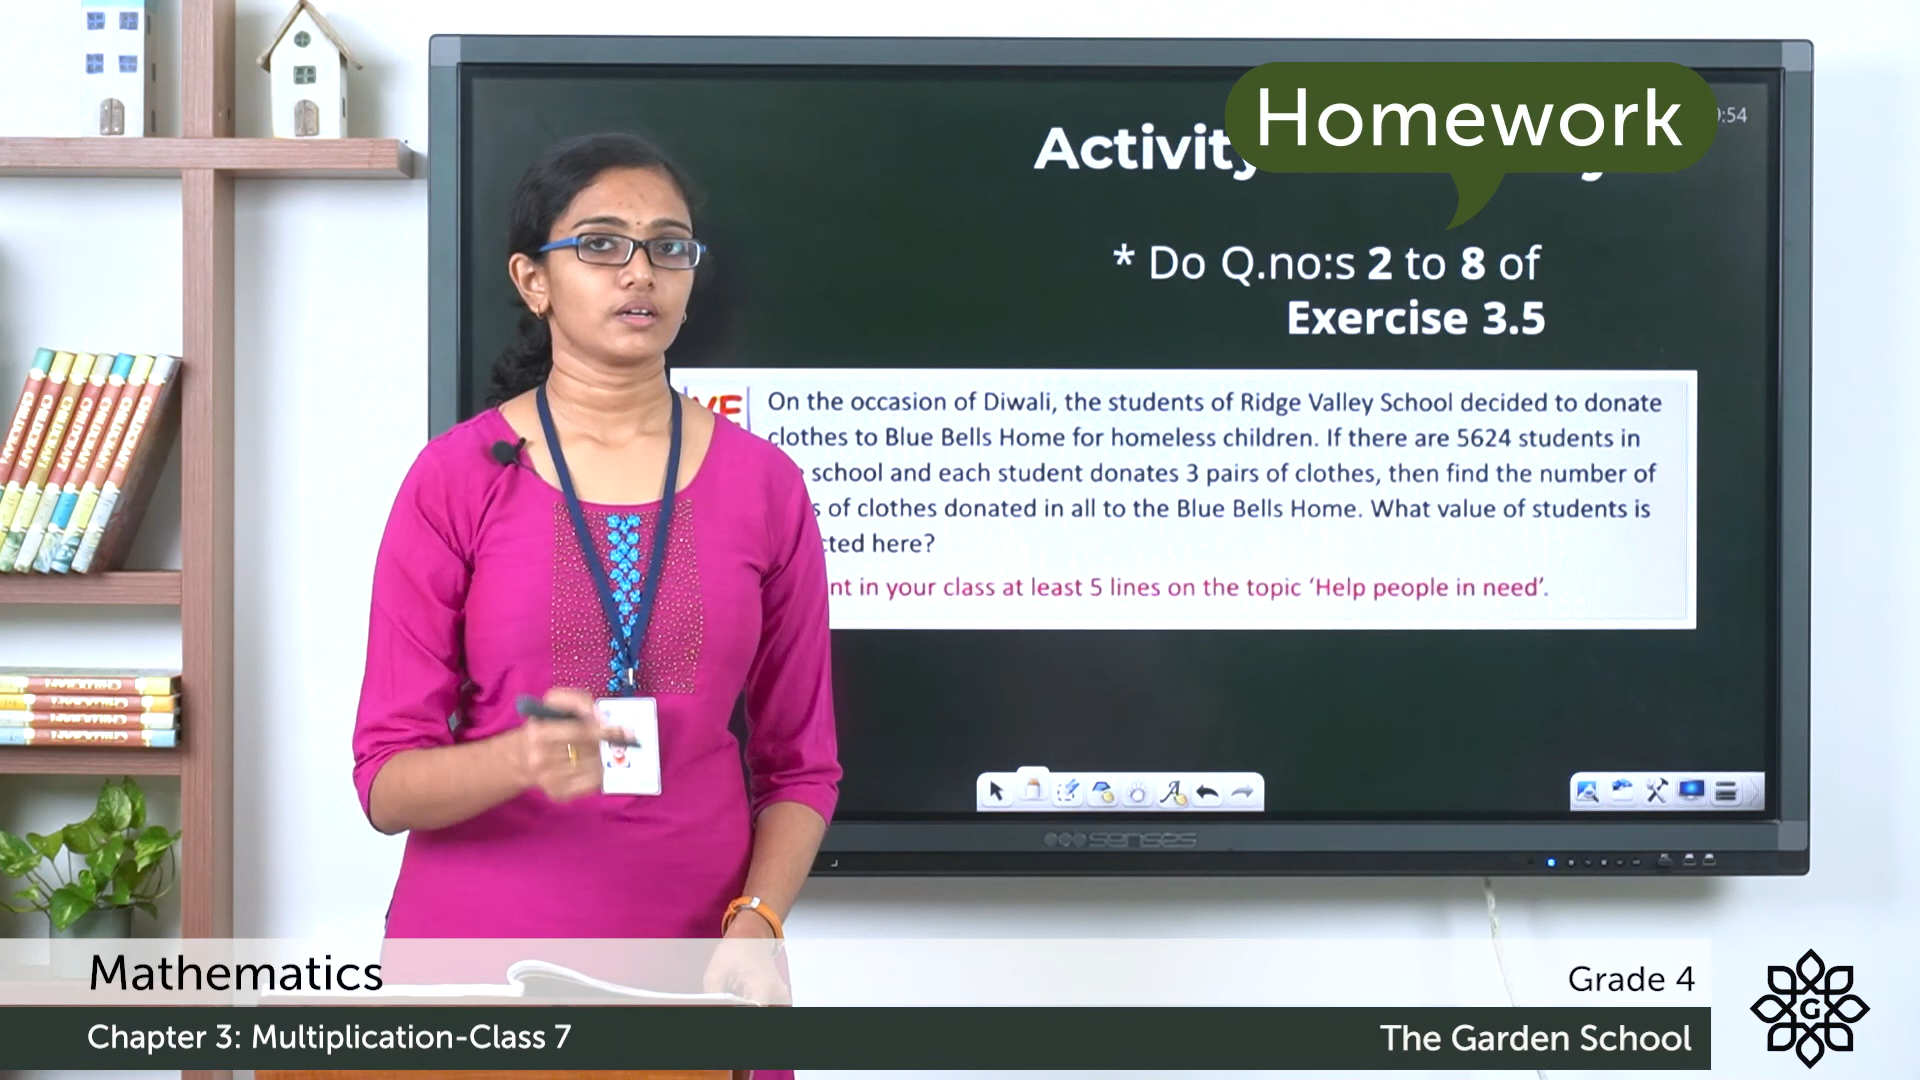 Homework
:54
Activity
* Do Q.no:s 2 to 8 of
Exercise 3.5
On the occasion of Diwali, the students of Ridge Valley School decided to donate
clothes to Blue Bells Home for homeless children. If there are 5624 students in
school and each student donates 3 pairs of clothes, then find the number of
of clothes donated in all to the Blue Bells Home. What value of students is
here?
in your class at least 5 lines on the topic ‘Help people in need’.
senses
Mathematics
Grade 4
Chapter 3: Multiplication-Class 7
The Garden School
G